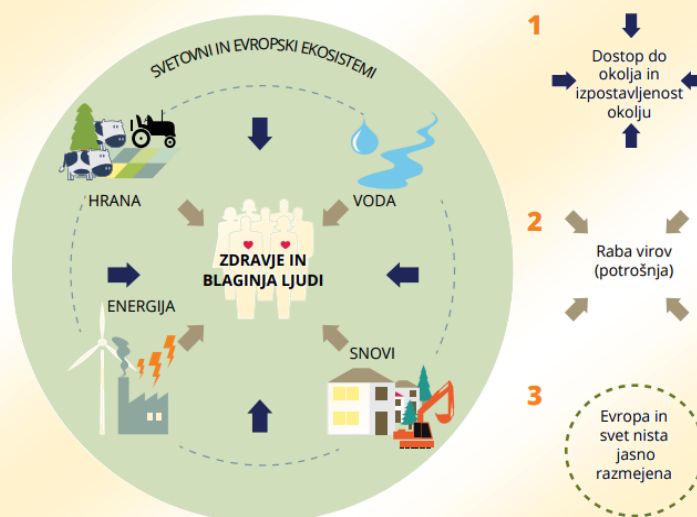 SVETOVNI IN EVROPSKI EKOSISTEMI
HRANA
VODA
ZDRAVJE IN
BLAGINJA LJUDI
ENERGIJA
SNOVI
1
Dostop do
okolja in
izpostavljenost
okolju
2
Raba virov
(potrošnja)
3
Evropa in
svet nista
jasno
razmejena